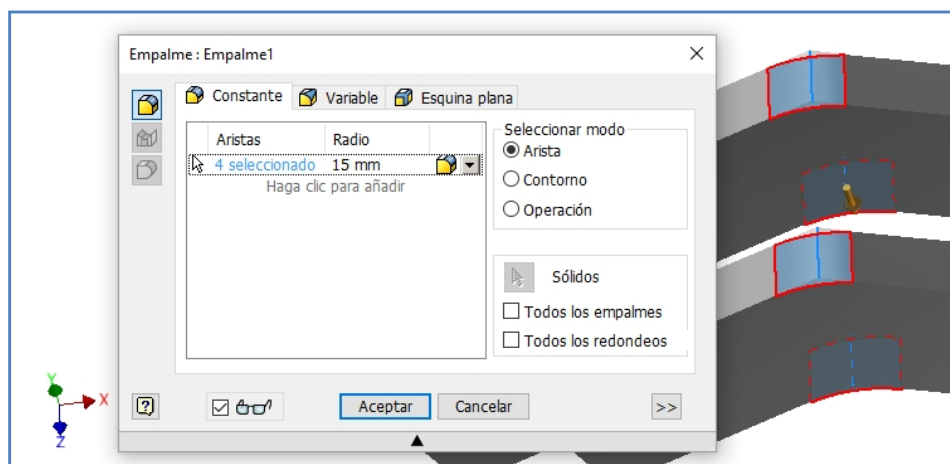 Empalme : Empalme1
Constante Variable Esquina plana
Aristas Radio
4 seleccionado 15 mm
Haga clic para añadir
Seleccionar modo
Arista
Contorno
Operación
Sólidos
Todos los empalmes
Todos los redondeos
Aceptar Cancelar >>
Y
X
Z